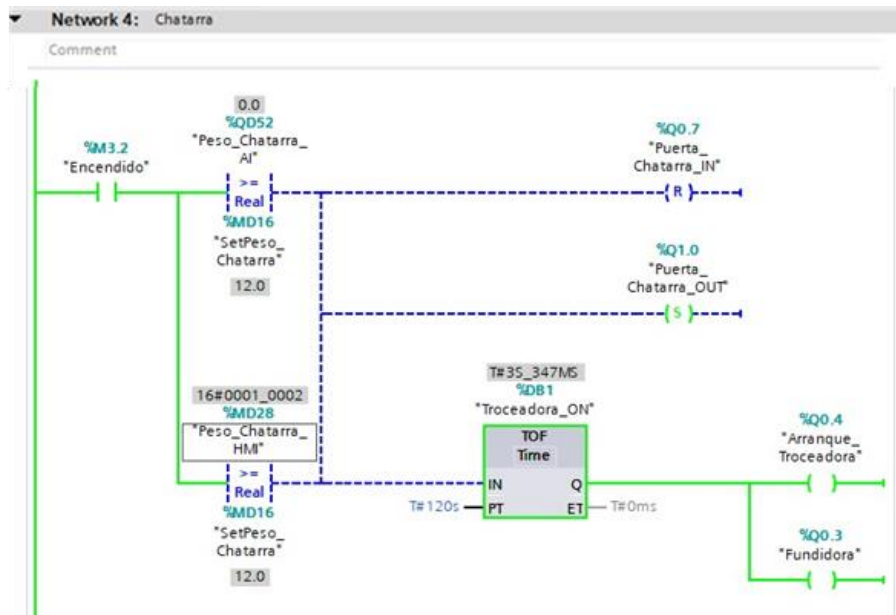 Network 4: Chatarra
Comment
%M3.2
"Encendido"
0.0
%QD52
"Peso_Chatarra_
AI"
>=
Real
%MD16
"SetPeso_
Chatarra"
12.0
%Q0.7
"Puerta_
Chatarra_IN"
R
%Q1.0
"Puerta_
Chatarra_OUT"
S
16#0001_0002
%MD28
"Peso_Chatarra_
HMI"
>=
Real
%MD16
"SetPeso_
Chatarra"
12.0
T#3S_347MS
%DB1
"Troceadora_ON"
TOF
Time
IN Q
T#120s PT ET T#0ms
%Q0.4
"Arranque_
Troceadora"
%Q0.3
"Fundidora"